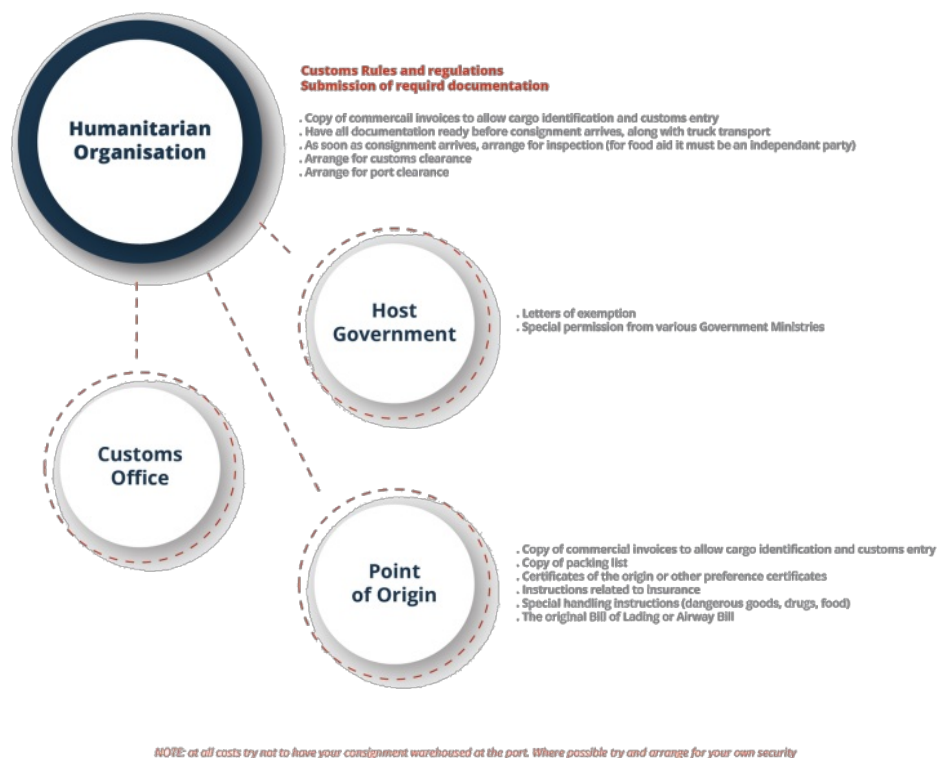 Humanitarian
Organisation
Customs Rules and regulations
Submission of requird documentation
. Copy of commercail invoices to allow cargo identification and customs entry
. Have all documentation ready before consignment arrives, along with truck transport
. As soon as consignment arrives, arrange for inspection (for food aid it must be an independant party)
. Arrange for customs clearance
. Arrange for port clearance
Host
Government
. Letters of exemption
. Special permission from various Government Ministries
Customs
Office
Point
of Origin
. Copy of commercial invoices to allow cargo identification and customs entry
. Copy of packing list
. Certificates of the origin or other preference certificates
. Instructions related to insurance
. Special handling instructions (dangerous goods, drugs, food)
. The original Bill of Lading or Airway Bill
NOTE: at all costs try not to have your consignment warehoused at the port. Where possible try and arrange for your own security